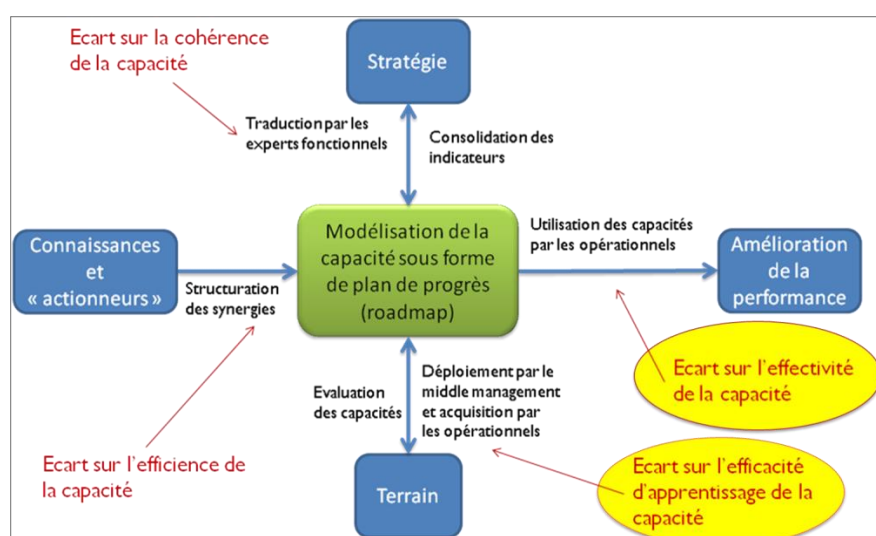 Ecart sur la cohérence
de la capacité
Stratégie
Traduction par les
experts fonctionnels
Consolidation des
indicateurs
Connaissances
et
« actionneurs »
Structuration
des synergies
Modélisation de la
capacité sous forme
de plan de progrès
(roadmap)
Utilisation des capacités
par les opérationnels
Amélioration
de la
performance
Ecart sur l'effectivité
de la capacité
Evaluation
des capacités
Déploiement par le
middle management
et acquisition par
les opérationnels
Ecart sur l'efficience de
la capacité
Terrain
Ecart sur l'efficacité
d'apprentissage de la
capacité